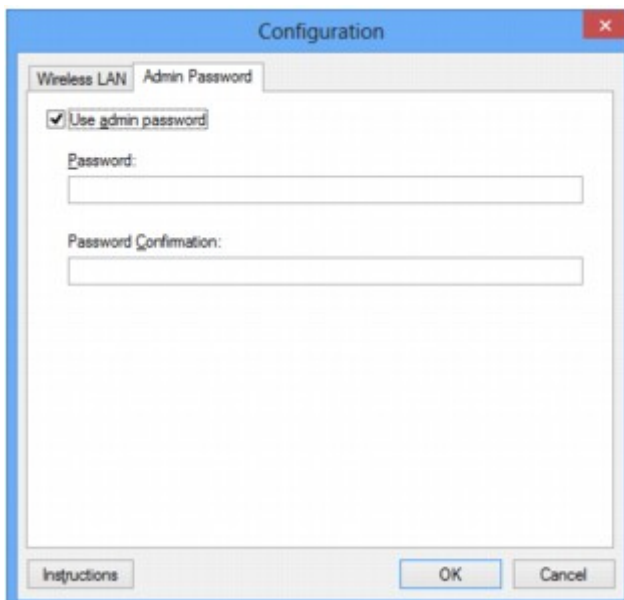 Configuration
Wireless LAN Admin Password
Use admin password
Password:
Password Confirmation:
Instructions OK Cancel